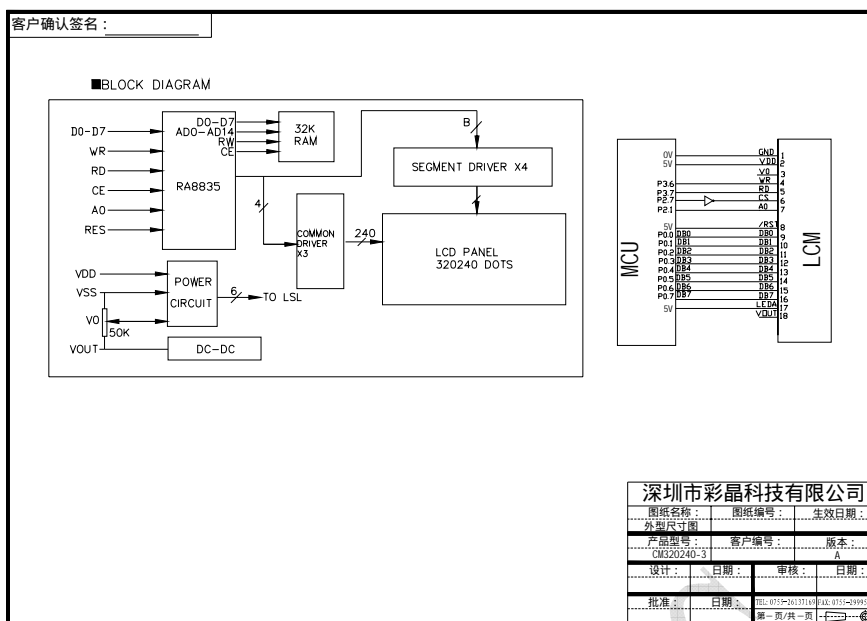 客户确认签名：
■BLOCK DIAGRAM
D0-D7
WR
RD
CE
A0
RES
RA8835
D0-D7
AD0-AD14
RW
CE
32K
RAM
8
SEGMENT DRIVER X4
4
COMMON
DRIVER
X3
240
LCD PANEL
320240 DOTS
VDD
VSS
V0
50K
VOUT
POWER
CIRCUIT
6
TO LSL
DC-DC
MCU
LCM
0V GND 1
5V VDD 2
V0 3
P3.6 WR 4
P3.7 RD 5
P2.7 CS 6
P2.1 A0 7
5V /RST 8
P0.0 DB0 DB0 9
P0.1 DB1 DB1 10
P0.2 DB2 DB2 11
P0.3 DB3 DB3 12
P0.4 DB4 DB4 13
P0.5 DB5 DB5 14
P0.6 DB6 DB6 15
P0.7 DB7 DB7 16
5V LEDA 17
VOUT 18
深圳市彩晶科技有限公司
图纸名称： 图纸编号： 生效日期：
外型尺寸图
产品型号： 客户编号： 版本：
CM320240-3 A
设计： 日期： 审核： 日期：
批准： 日期： TEL: 0755-26137169 FAX: 0755-29995
第一页/共一页